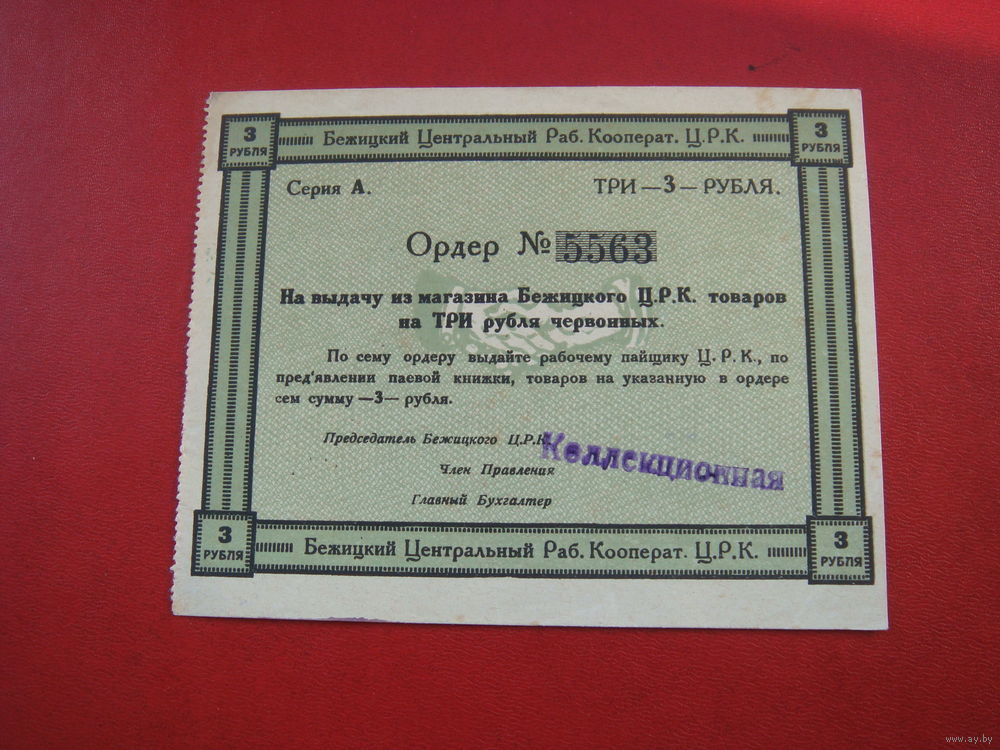 3 РУБЛЯ
Бежицкий Центральный Раб. Кооперат. Ц.Р.К.
3 РУБЛЯ
Серия А.
ТРИ —3— РУБЛЯ.
Ордер № 5563
На выдачу из магазина Бежицкого Ц.Р.К. товаров
на ТРИ рубля червонных.
По сему ордеру выдайте рабочему пайщику Ц.Р.К., по
пред'явлении паевой книжки, товаров на указанную в ордере
сем сумму —3— рубля.
Председатель Бежицкого Ц.Р.К.
Коллекционная
Член Правления
Главный Бухгалтер
3 РУБЛЯ
Бежицкий Центральный Раб. Кооперат. Ц.Р.К.
3 РУБЛЯ
www.ay.by